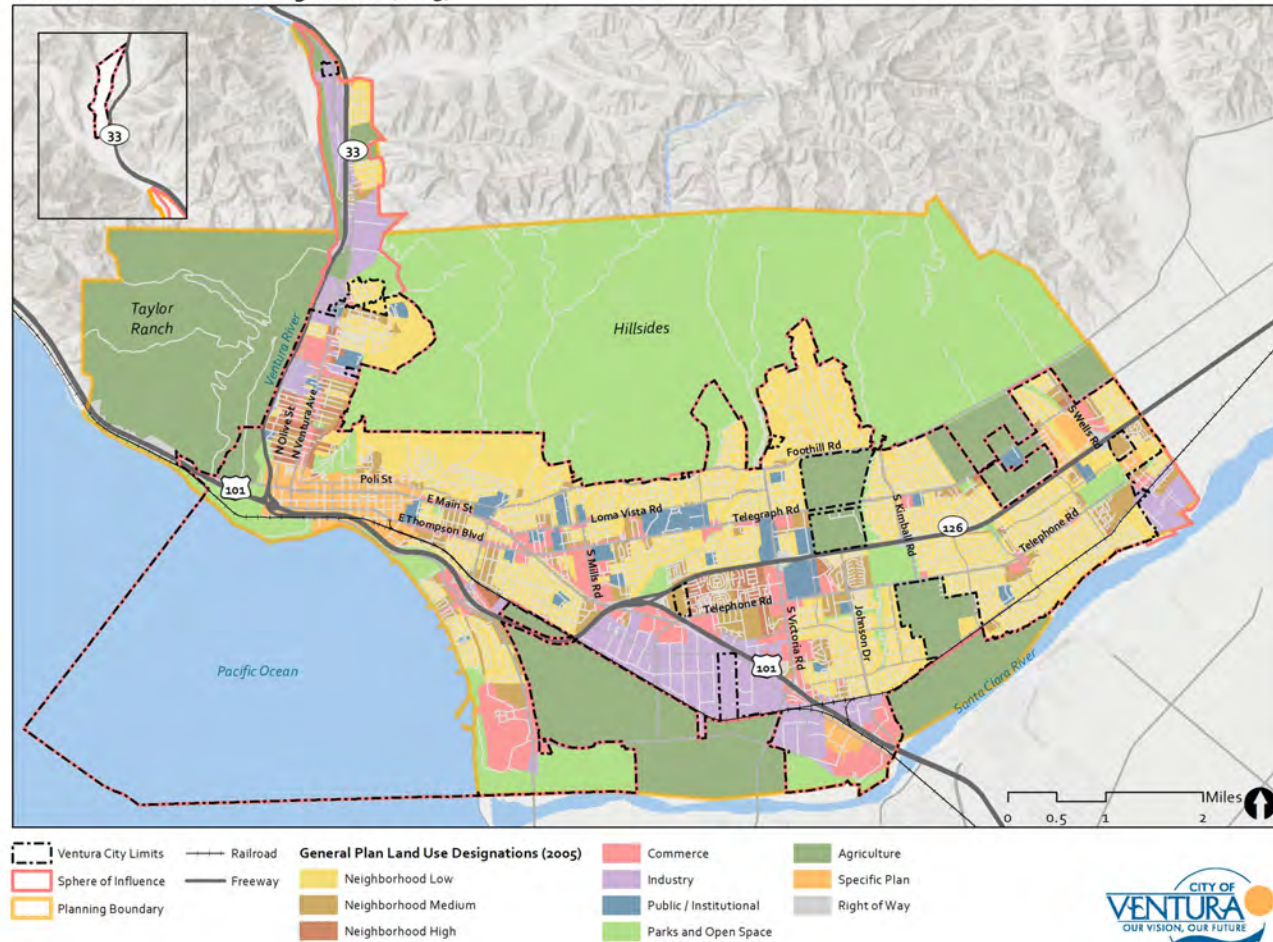 33
33
Taylor
Ranch
Ventura River
Hillsides
N Olive St
N Ventura Ave
Foothill Rd
S Wells Rd
Poli St
101
E Main St
Loma Vista Rd
Telegraph Rd
S Kimball Rd
126
Telephone Rd
E Thompson Blvd
S Mills Rd
Telephone Rd
S Victoria Rd
Johnson Dr
101
Pacific Ocean
Santa Clara River
Miles
0 0.5 1 2
Ventura City Limits
Sphere of Influence
Planning Boundary
Railroad
Freeway
General Plan Land Use Designations (2005)
Neighborhood Low
Neighborhood Medium
Neighborhood High
Commerce
Industry
Public / Institutional
Parks and Open Space
Agriculture
Specific Plan
Right of Way
CITY OF
VENTURA
OUR VISION, OUR FUTURE